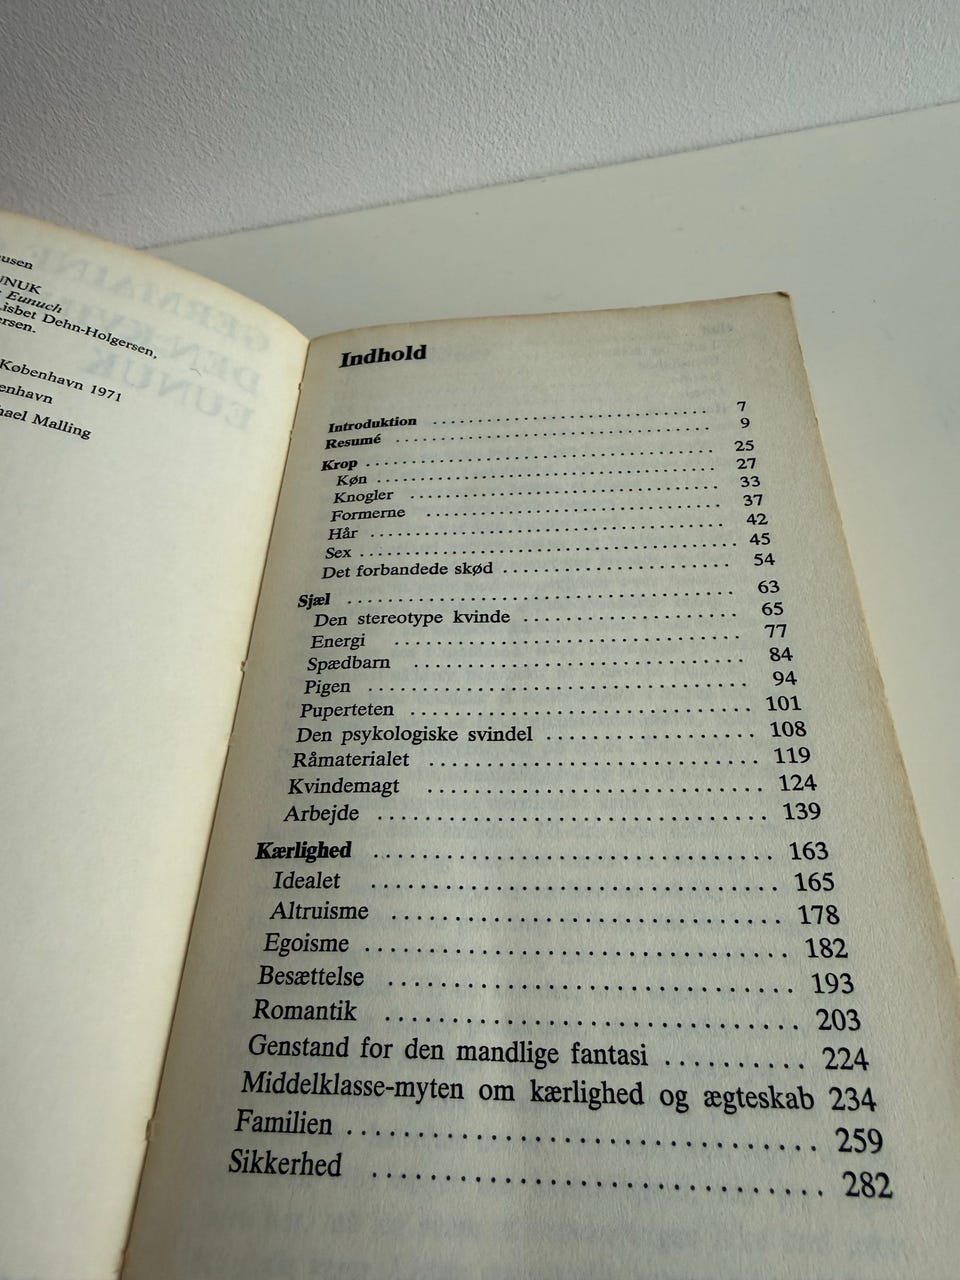 usen
UNUK
Eunuch
Lisbet Dehn-Holgersen,
rsen.
København 1971
enhavn
hael Malling
Indhold
Introduktion ........................ 7
Resumé ........................ 9
Krop ........................ 25
Køn ........................ 27
Knogler ........................ 33
Formerne ........................ 37
Hår ........................ 42
Sex ........................ 45
Det forbandede skød ........................ 54
Sjæl ........................ 63
Den stereotype kvinde ........................ 65
Energi ........................ 77
Spædbarn ........................ 84
Pigen ........................ 94
Puperteten ........................ 101
Den psykologiske svindel ........................ 108
Råmaterialet ........................ 119
Kvindemagt ........................ 124
Arbejde ........................ 139
Kærlighed ........................ 163
Idealet ........................ 165
Altruisme ........................ 178
Egoisme ........................ 182
Besættelse ........................ 193
Romantik ........................ 203
Genstand for den mandlige fantasi .......... 224
Middelklasse-myten om kærlighed og ægteskab 234
Familien ........................ 259
Sikkerhed ........................ 282